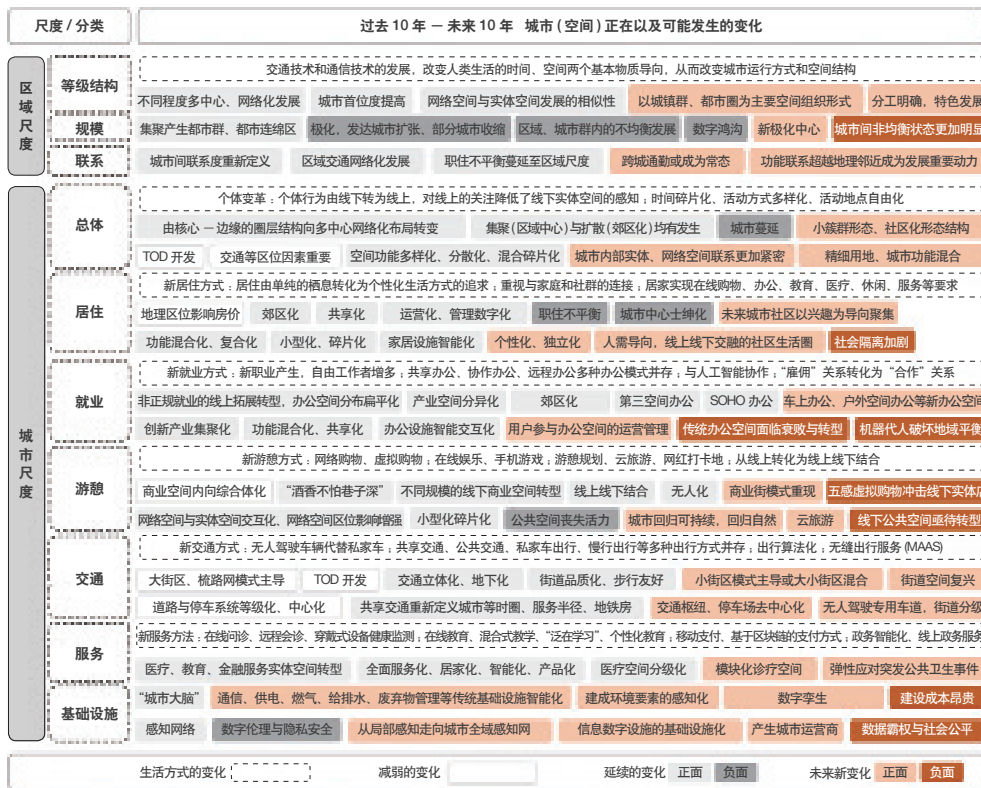 尺度 / 分类 过去 10 年 — 未来 10 年 城市 ( 空间 ) 正在以及可能发生的变化
区域尺度
等级结构
交通技术和通信技术的发展，改变人类生活的时间、空间两个基本物质导向，从而改变城市运行方式和空间结构
不同程度多中心、网络化发展 城市首位度提高 网络空间与实体空间发展的相似性 以城镇群、都市圈为主要空间组织形式 分工明确，特色发展
规模 集聚产生都市群、都市连绵区 极化，发达城市扩张、部分城市收缩 区域、城市群内的不均衡发展 数字鸿沟 新极化中心 城市间非均衡状态更加明显
联系 城市间联系度重新定义 区域交通网络化发展 职住不平衡蔓延至区域尺度 跨城通勤或成为常态 功能联系超越地理邻近成为发展重要动力
城市尺度
总体
个体变革：个体行为由线下转为线上，对线上的关注降低了线下实体空间的感知；时间碎片化、活动方式多样化、活动地点自由化
由核心 — 边缘的圈层结构向多中心网络化布局转变 集聚 ( 区域中心 ) 与扩散 ( 郊区化 ) 均有发生 城市蔓延 小簇群形态、社区化形态结构
TOD 开发 交通等区位因素重要 空间功能多样化、分散化、混合碎片化 城市内部实体、网络空间联系更加紧密 精细用地、城市功能混合
居住
新居住方式：居住由单纯的栖息转化为个性化生活方式的追求；重视与家庭和社群的连接；居家实现在线购物、办公、教育、医疗、休闲、服务等要求
地理区位影响房价 郊区化 共享化 运营化、管理数字化 职住不平衡 城市中心士绅化 未来城市社区以兴趣为导向聚集
功能混合化、复合化 小型化、碎片化 家居设施智能化 个性化、独立化 人需导向，线上线下交融的社区生活圈 社会隔离加剧
就业
新就业方式：新职业产生，自由工作者增多；共享办公、协作办公、远程办公多种办公模式并存；与人工智能协作；“雇佣”关系转化为“合作”关系
非正规就业的线上拓展转型，办公空间分布扁平化 产业空间分异化 郊区化 第三空间办公 SOHO 办公 车上办公、户外空间办公等新办公空间
创新产业集聚化 功能混合化、共享化 办公设施智能交互化 用户参与办公空间的运营管理 传统办公空间面临衰败与转型 机器代人破坏地域平衡
游憩
新游憩方式：网络购物、虚拟购物；在线娱乐、手机游戏；游憩规划、云旅游、网红打卡地；从线上转化为线上线下结合
商业空间内向综合体化 “酒香不怕巷子深” 不同规模的线下商业空间转型 线上线下结合 无人化 商业街模式重现 五感虚拟购物冲击线下实体店
网络空间与实体空间交互化、网络空间区位影响增强 小型化碎片化 公共空间丧失活力 城市回归可持续，回归自然 云旅游 线下公共空间亟待转型
交通
新交通方式：无人驾驶车辆代替私家车；共享交通、公共交通、私家车出行、慢行出行等多种出行方式并存；出行算法化；无缝出行服务 (MAAS)
大街区、梳路网模式主导 TOD 开发 交通立体化、地下化 街道品质化、步行友好 小街区模式主导或大小街区混合 街道空间复兴
道路与停车系统等级化、中心化 共享交通重新定义城市等时圈、服务半径、地铁房 交通枢纽、停车场去中心化 无人驾驶专用车道，街道分级
服务
新服务方法：在线问诊、远程会诊、穿戴式设备健康监测；在线教育、混合式教学、“泛在学习”、个性化教育；移动支付、基于区块链的支付方式；政务智能化、线上政务服务
医疗、教育、金融服务实体空间转型 全面服务化、居家化、智能化、产品化 医疗空间分级化 模块化诊疗空间 弹性应对突发公共卫生事件
基础设施
“城市大脑” 通信、供电、燃气、给排水、废弃物管理等传统基础设施智能化 建成环境要素的感知化 数字孪生 建设成本昂贵
感知网络 数字伦理与隐私安全 从局部感知走向城市全域感知网 信息数字设施的基础设施化 产生城市运营商 数据霸权与社会公平
生活方式的变化 减弱的变化 延续的变化 正面 负面 未来新变化 正面 负面